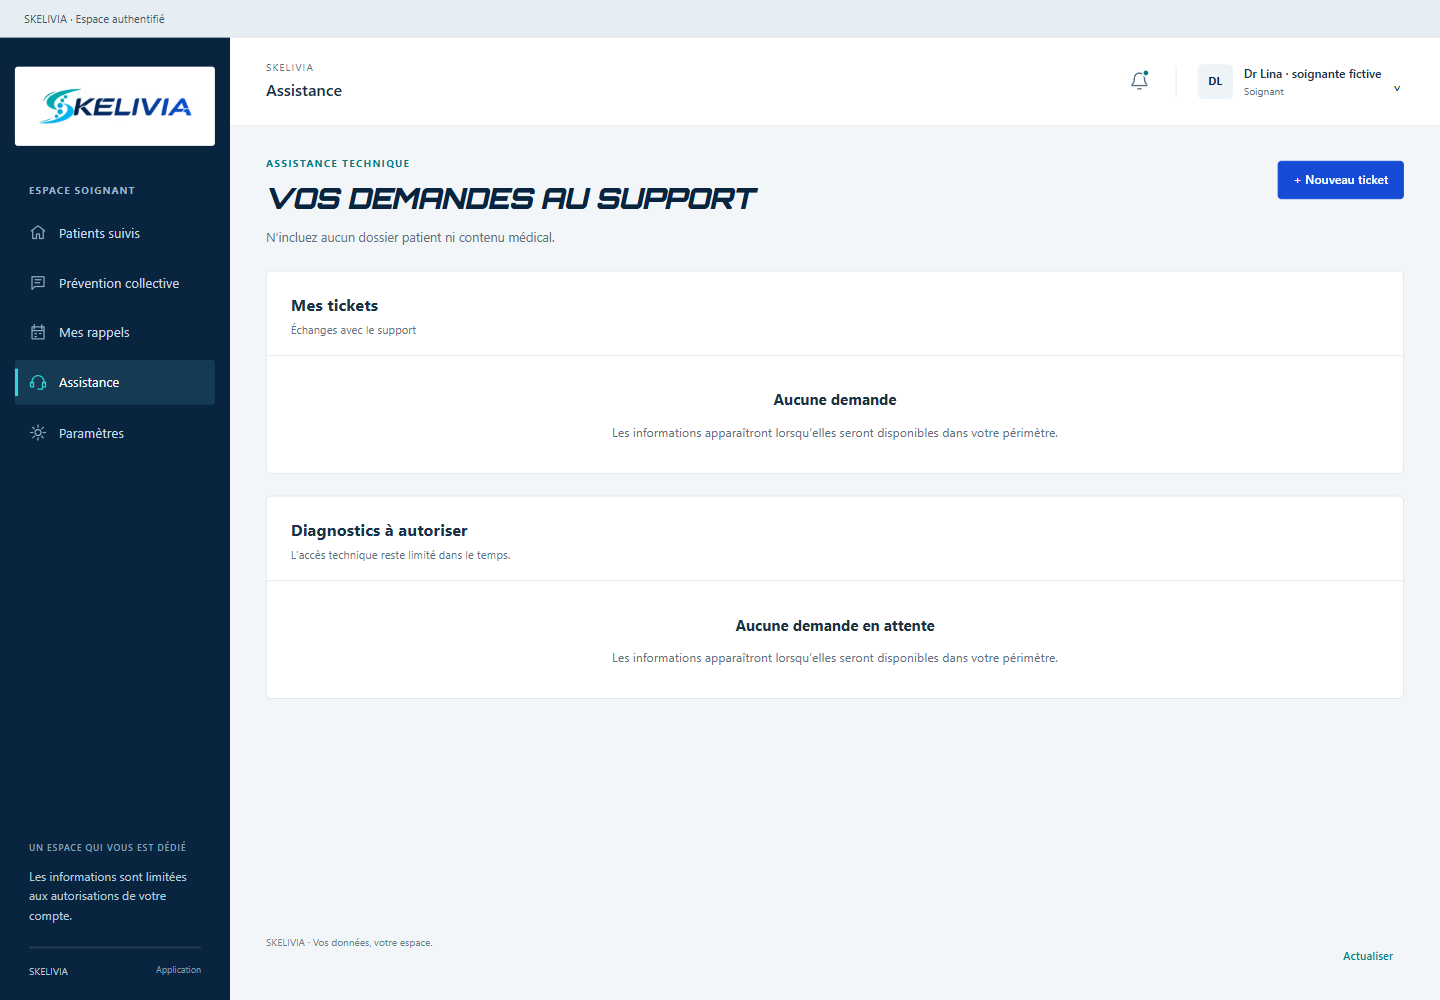 SKELIVIA · Espace authentifié
SKELIVIA
ESPACE SOIGNANT
Patients suivis
Prévention collective
Mes rappels
Assistance
Paramètres
UN ESPACE QUI VOUS EST DÉDIÉ
Les informations sont limitées
aux autorisations de votre
compte.
SKELIVIA
Application
SKELIVIA
Assistance
DL
Dr Lina · soignante fictive
Soignant
ASSISTANCE TECHNIQUE
VOS DEMANDES AU SUPPORT
N’incluez aucun dossier patient ni contenu médical.
+ Nouveau ticket
Mes tickets
Échanges avec le support
Aucune demande
Les informations apparaîtront lorsqu’elles seront disponibles dans votre périmètre.
Diagnostics à autoriser
L’accès technique reste limité dans le temps.
Aucune demande en attente
Les informations apparaîtront lorsqu’elles seront disponibles dans votre périmètre.
SKELIVIA · Vos données, votre espace.
Actualiser